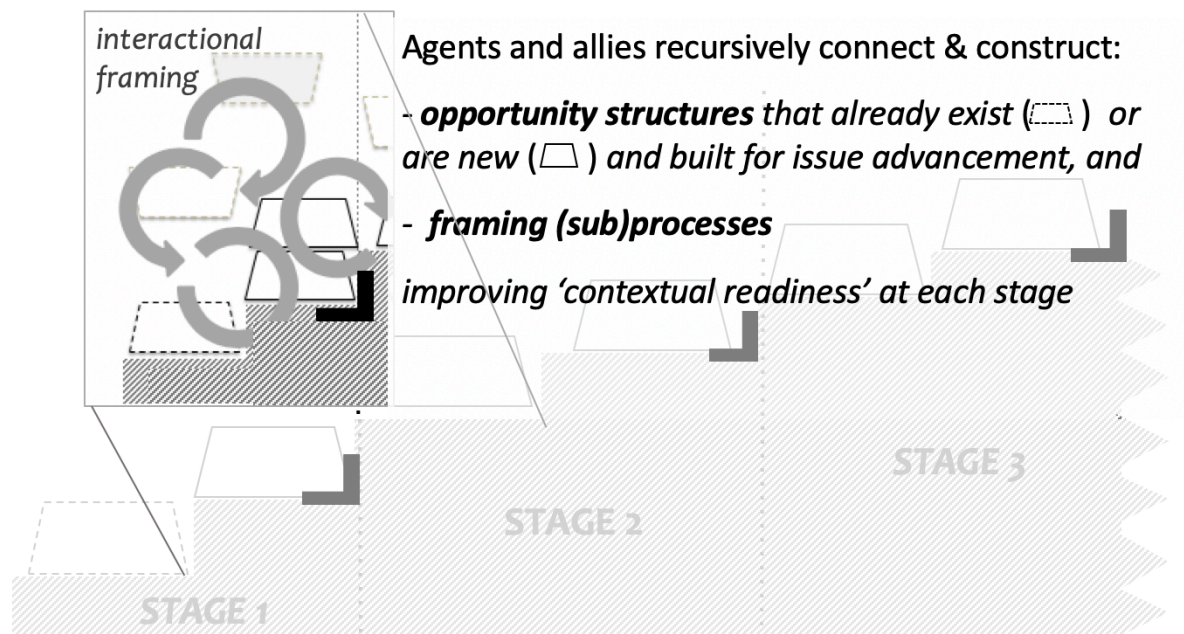 interactional
framing
Agents and allies recursively connect & construct:
- opportunity structures that already exist ( ) or
are new ( ) and built for issue advancement, and
- framing (sub)processes
improving ‘contextual readiness’ at each stage
STAGE 3
STAGE 2
STAGE 1